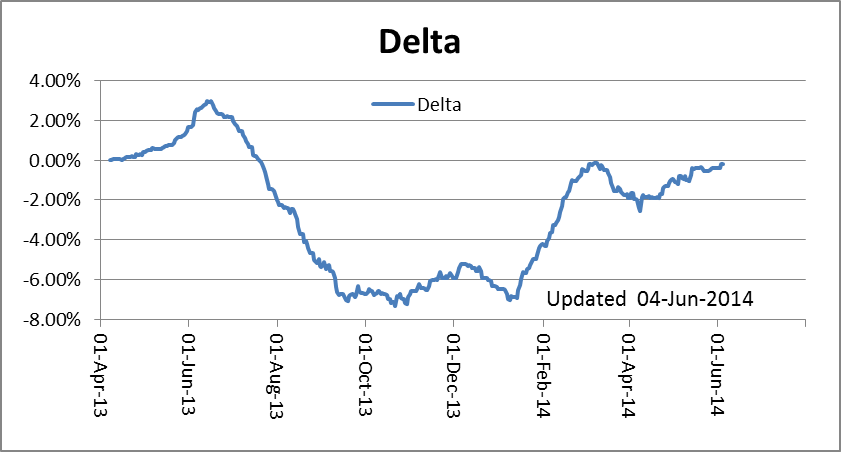 Delta
4.00%
Delta
2.00%
0.00%
-2.00%
-4.00%
-6.00%
Updated 04-Jun-2014
-8.00%
01-Apr-13
01-Jun-13
01-Aug-13
01-Oct-13
01-Dec-13
01-Feb-14
01-Apr-14
01-Jun-14